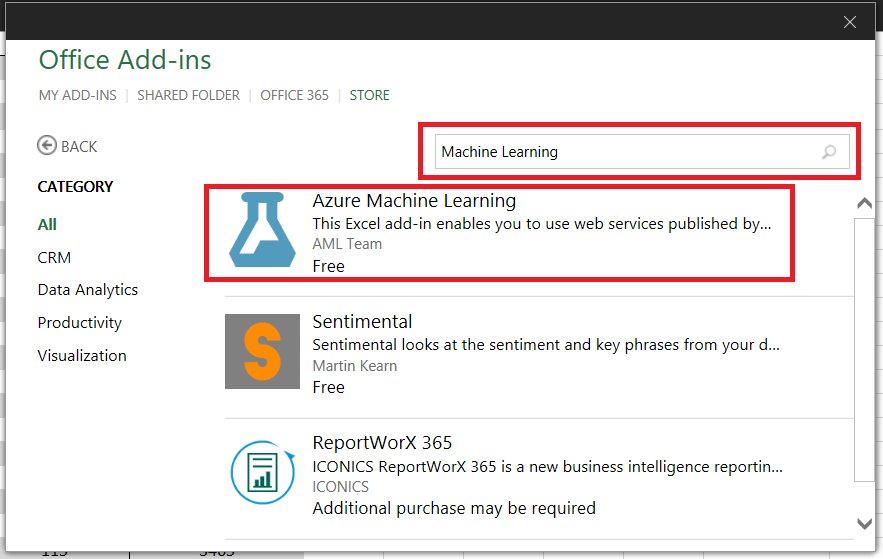 Office Add-ins
MY ADD-INS | SHARED FOLDER | OFFICE 365 | STORE
BACK
Machine Learning
CATEGORY
All
CRM
Data Analytics
Productivity
Visualization
Azure Machine Learning
This Excel add-in enables you to use web services published by...
AML Team
Free
S
Sentimental
Sentimental looks at the sentiment and key phrases from your d...
Martin Kearn
Free
ReportWorX 365
ICONICS ReportWorX 365 is a new business intelligence reportin...
ICONICS
Additional purchase may be required